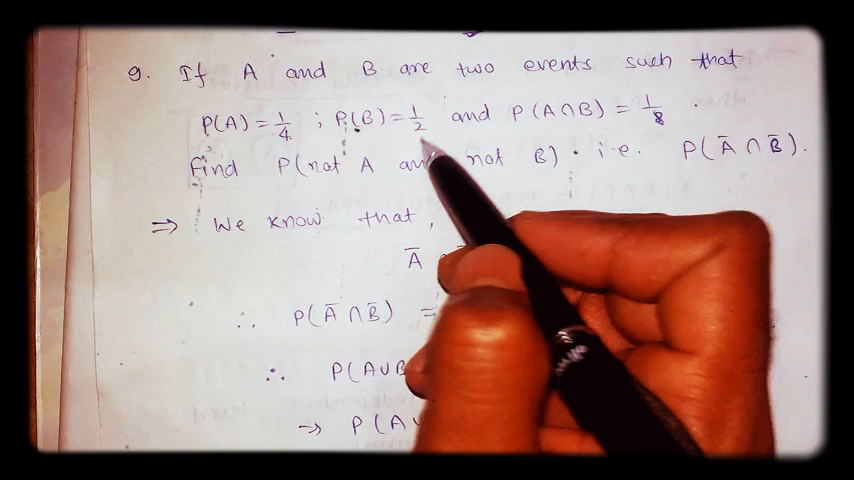 9. If A and B are two events such that
P(A) = 1/4 ; P(B) = 1/2 and P(A∩B) = 1/8 .
Find P(not A and not B) . i.e. P(Ā ∩ B̄).
⇒ We know that,
Ā
∴ P(Ā ∩ B̄) =
∴ P(A∪B
→ P(A∪